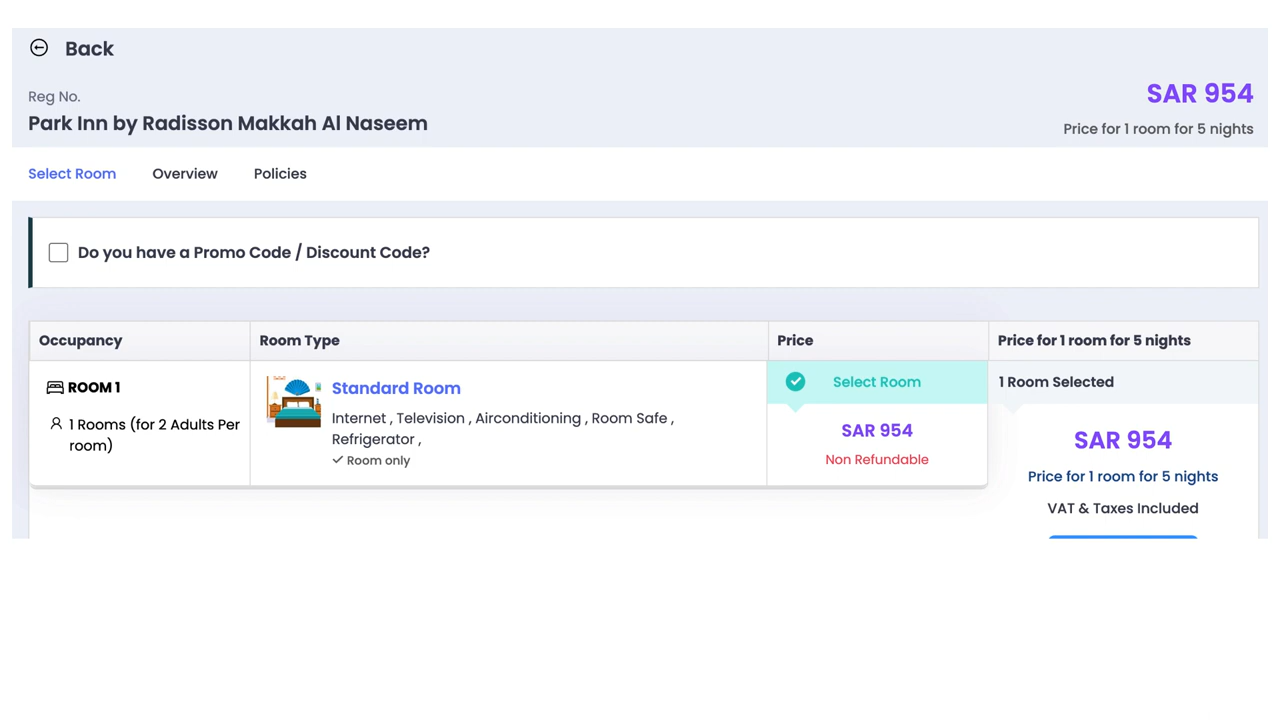 Back
Reg No.
Park Inn by Radisson Makkah Al Naseem
SAR 954
Price for 1 room for 5 nights
Select Room
Overview
Policies
Do you have a Promo Code / Discount Code?
Occupancy
Room Type
Price
Price for 1 room for 5 nights
ROOM 1
1 Rooms (for 2 Adults Per
room)
Standard Room
Internet , Television , Airconditioning , Room Safe ,
Refrigerator ,
Room only
Select Room
SAR 954
Non Refundable
1 Room Selected
SAR 954
Price for 1 room for 5 nights
VAT & Taxes Included